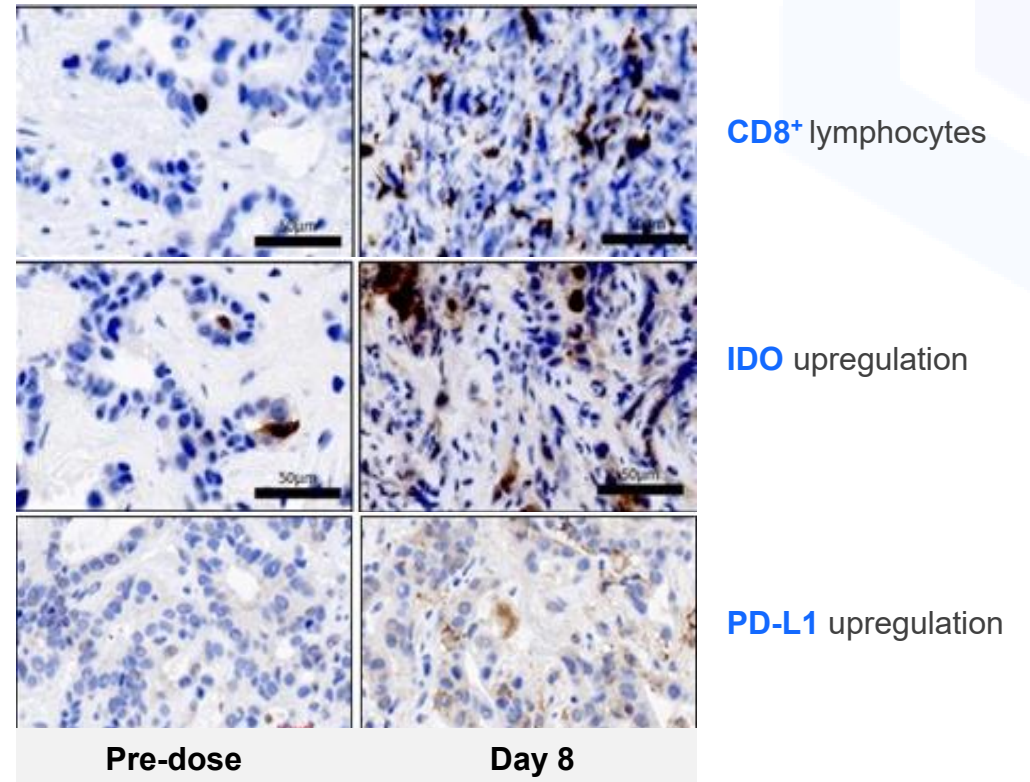 50µm
CD8+ lymphocytes
50µm
50µm
IDO upregulation
PD-L1 upregulation
Pre-dose
Day 8